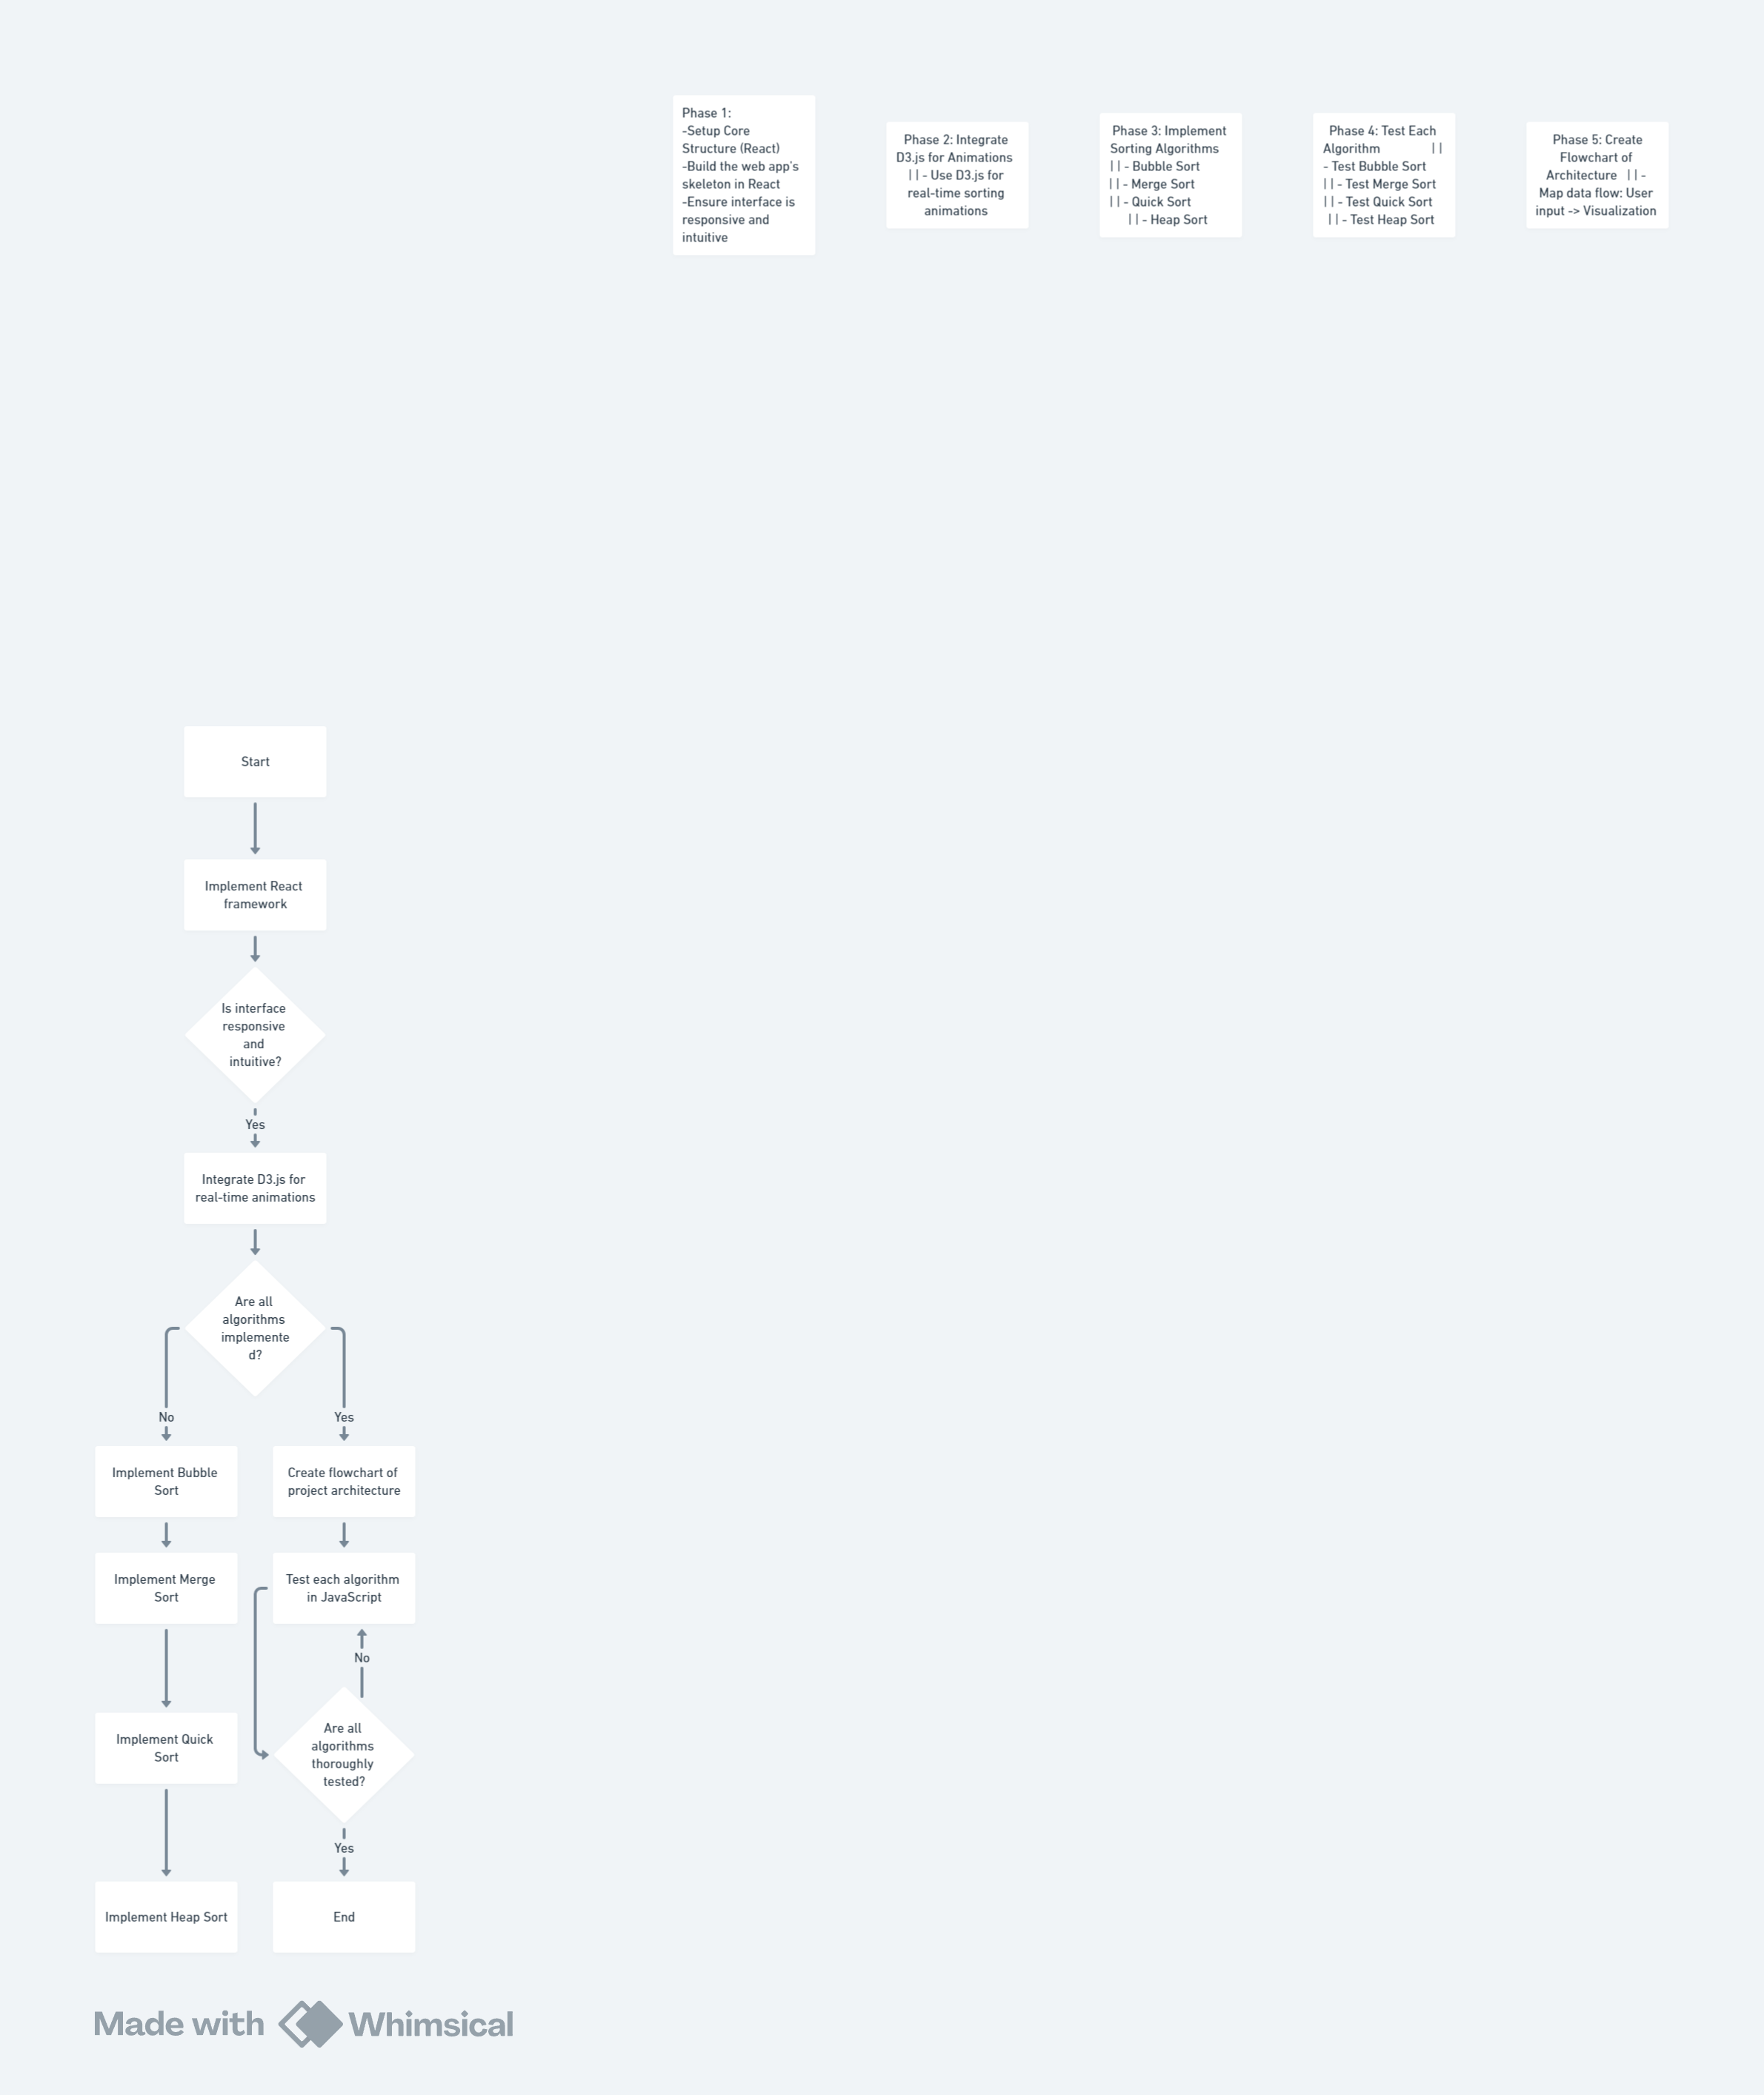 Phase 1:
-Setup Core
Structure (React)
-Build the web app's
skeleton in React
-Ensure interface is
responsive and
intuitive
Phase 2: Integrate
D3.js for Animations
||- Use D3.js for
real-time sorting
animations
Phase 3: Implement
Sorting Algorithms
||- Bubble Sort
||- Merge Sort
||- Quick Sort
||- Heap Sort
Phase 4: Test Each
Algorithm ||
- Test Bubble Sort
||- Test Merge Sort
||- Test Quick Sort
||- Test Heap Sort
Phase 5: Create
Flowchart of
Architecture ||-
Map data flow: User
input -> Visualization
Start
Implement React
framework
Is interface
responsive
and
intuitive?
Yes
Integrate D3.js for
real-time animations
Are all
algorithms
implemente
d?
No
Yes
Implement Bubble
Sort
Create flowchart of
project architecture
Implement Merge
Sort
Test each algorithm
in JavaScript
No
Implement Quick
Sort
Are all
algorithms
thoroughly
tested?
Yes
Implement Heap Sort
End
Made with Whimsical